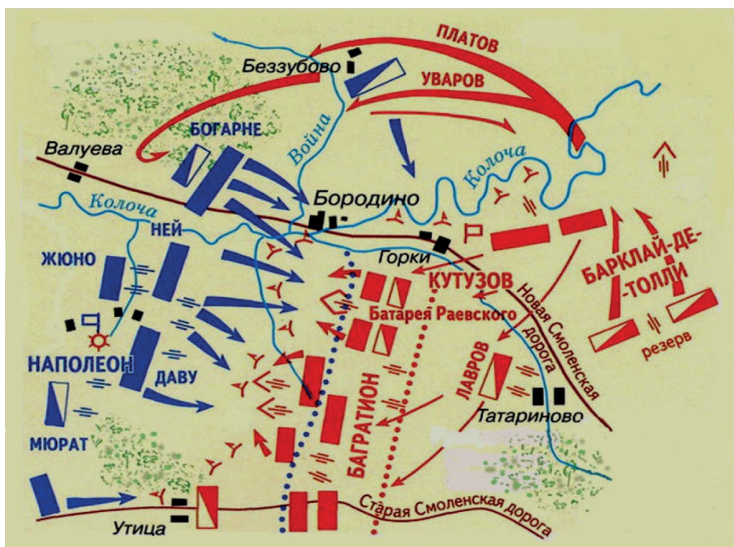 ПЛАТОВ
Беззубово
УВАРОВ
БОГАРНЕ
Война
Валуева
Колоча
Колоча
Бородино
НЕЙ
Горки
ЖЮНО
КУТУЗОВ
БАРКЛАЙ-ДЕ-
-ТОЛЛИ
Батарея Раевского
Новая Смоленская
дорога
резерв
НАПОЛЕОН
ДАВУ
ЛАВРОВ
БАГРАТИОН
Татариново
МЮРАТ
Утица
Старая Смоленская дорога